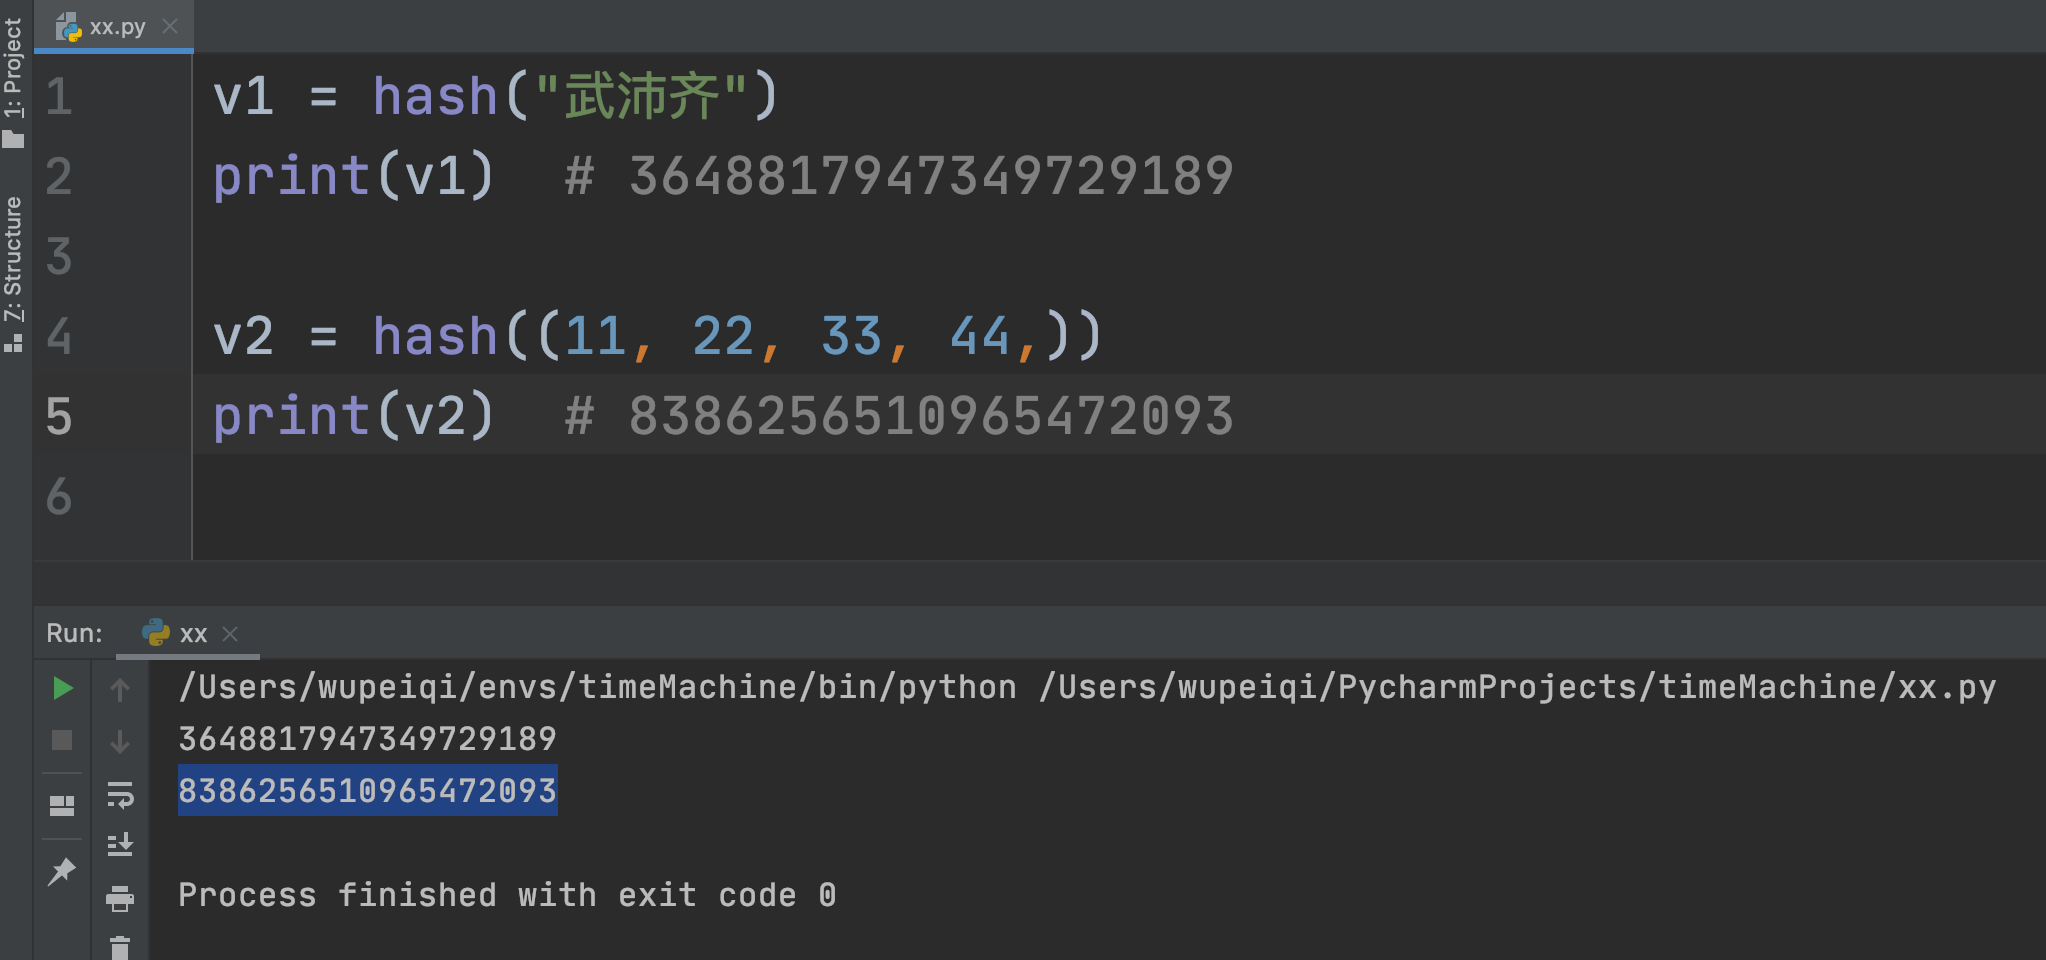 xx.py
1: Project
7: Structure
1 v1 = hash("武沛齐")
2 print(v1)  # 3648817947349729189
3
4 v2 = hash((11, 22, 33, 44,))
5 print(v2)  # 8386256510965472093
6
Run: xx
/Users/wupeiqi/envs/timeMachine/bin/python /Users/wupeiqi/PycharmProjects/timeMachine/xx.py
3648817947349729189
8386256510965472093
Process finished with exit code 0